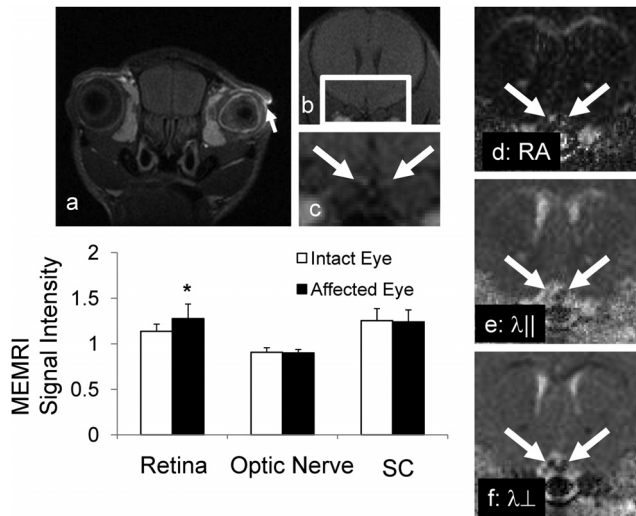 a
b
c
d: RA
e: λ||
f: λ⊥
MEMRI
Signal Intensity
2
1.5
1
0.5
0
Intact Eye
Affected Eye
*
Retina
Optic Nerve
SC